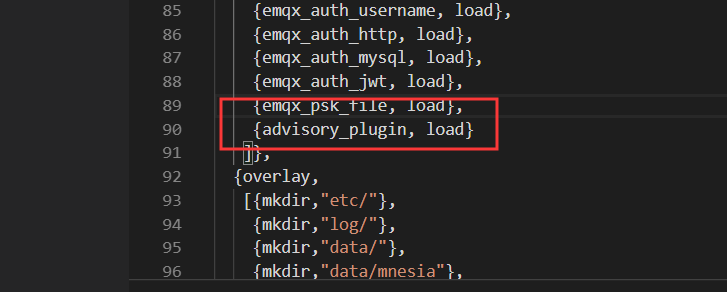 85 {emqx_auth_username, load},
86 {emqx_auth_http, load},
87 {emqx_auth_mysql, load},
88 {emqx_auth_jwt, load},
89 {emqx_psk_file, load},
90 {advisory_plugin, load}
91 ]},
92 {overlay,
93 [{mkdir,"etc/"},
94 {mkdir,"log/"},
95 {mkdir,"data/"},
96 {mkdir,"data/mnesia"},